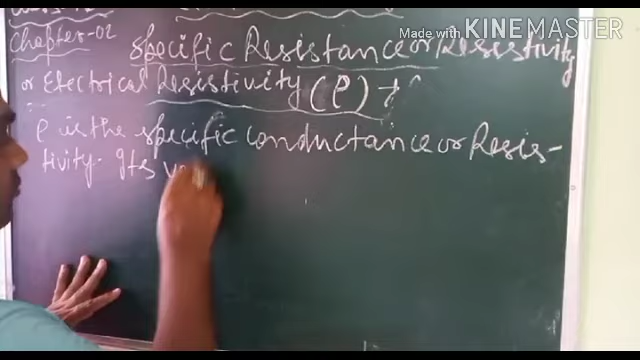 Made with KINEMASTER
Chapter-02
Specific Resistance or Resistivity
or Electrical Resistivity (ρ) :-
ρ is the specific conductance or Resis-
tivity. Its v